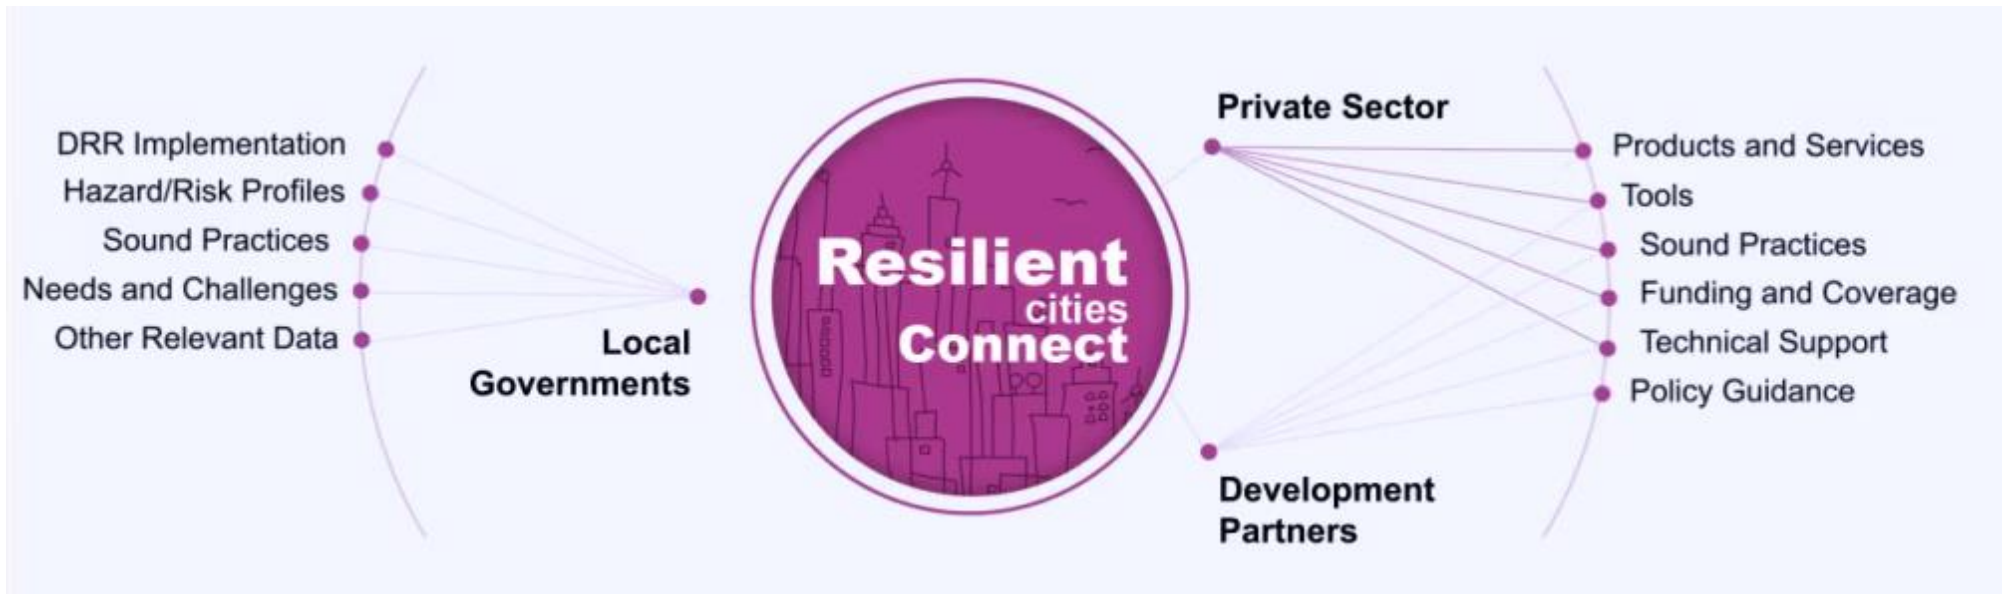 DRR Implementation
Hazard/Risk Profiles
Sound Practices
Needs and Challenges
Other Relevant Data
Local
Governments
Resilient
cities
Connect
Private Sector
Products and Services
Tools
Sound Practices
Funding and Coverage
Technical Support
Policy Guidance
Development
Partners